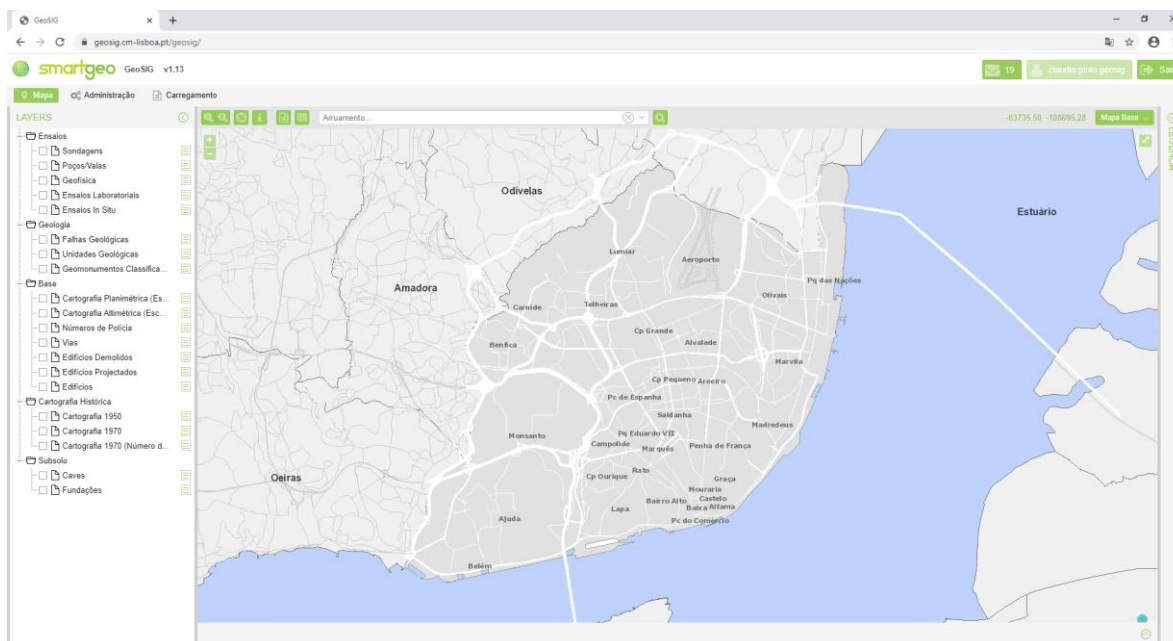 GeoSIG
geosig.cm-lisboa.pt/geosig/
smartgeo GeoSIG v1.13
19
claudia pinto geosig
Mapa Administração Carregamento
LAYERS
Arruamento...
-83735,50 -108695,28
Mapa Base
Ensaios
Sondagens
Poços/Valas
Geofísica
Ensaios Laboratoriais
Ensaios In Situ
Geologia
Falhas Geológicas
Unidades Geológicas
Geomonumentos Classifica...
Base
Cartografia Planimétrica (Es...
Cartografia Altimétrica (Esc...
Números de Polícia
Vias
Edifícios Demolidos
Edifícios Projectados
Edifícios
Cartografia Histórica
Cartografia 1950
Cartografia 1970
Cartografia 1970 (Número d...
Subsolo
Caves
Fundações
Odivelas
Estuário
Lumiar
Aeroporto
Pq das Nações
Amadora
Olivais
Carnide
Telheiras
Cp Grande
Benfica
Alvalade
Marvila
Cp Pequeno
Areeiro
Pc de Espanha
Saldanha
Madredeus
Monsanto
Pq Eduardo VII
Campolide
Marquês
Penha de França
Rato
Oeiras
Cp Ourique
Graça
Mouraria
Bairro Alto
Castelo
Baixa
Alfama
Lapa
Ajuda
Pc do Comércio
Belém